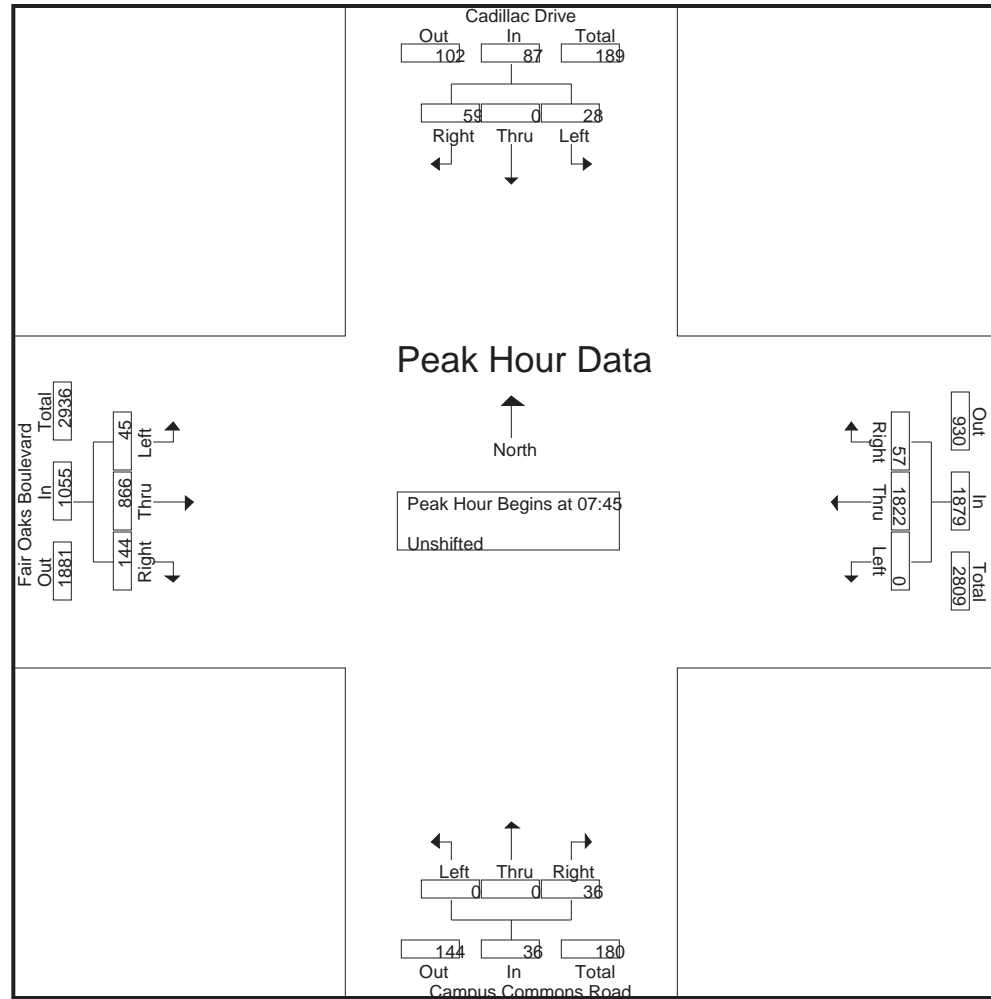 Cadillac Drive
Out In Total
102 87 189
59 0 28
Right Thru Left
Peak Hour Data
North
Peak Hour Begins at 07:45
Unshifted
Fair Oaks Boulevard
Out In Total
1881 1055 2936
144 866 45
Right Thru Left
Out In Total
930 1879 2809
57 1822 0
Right Thru Left
Left Thru Right
0 0 36
144 36 180
Out In Total
Campus Commons Road